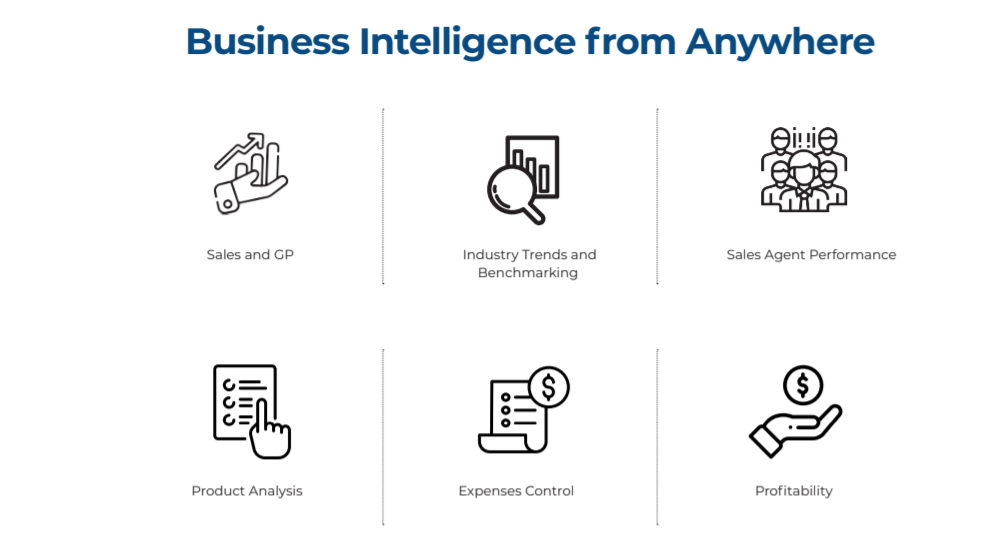 Business Intelligence from Anywhere
Sales and GP
Industry Trends and
Benchmarking
Sales Agent Performance
Product Analysis
Expenses Control
Profitability